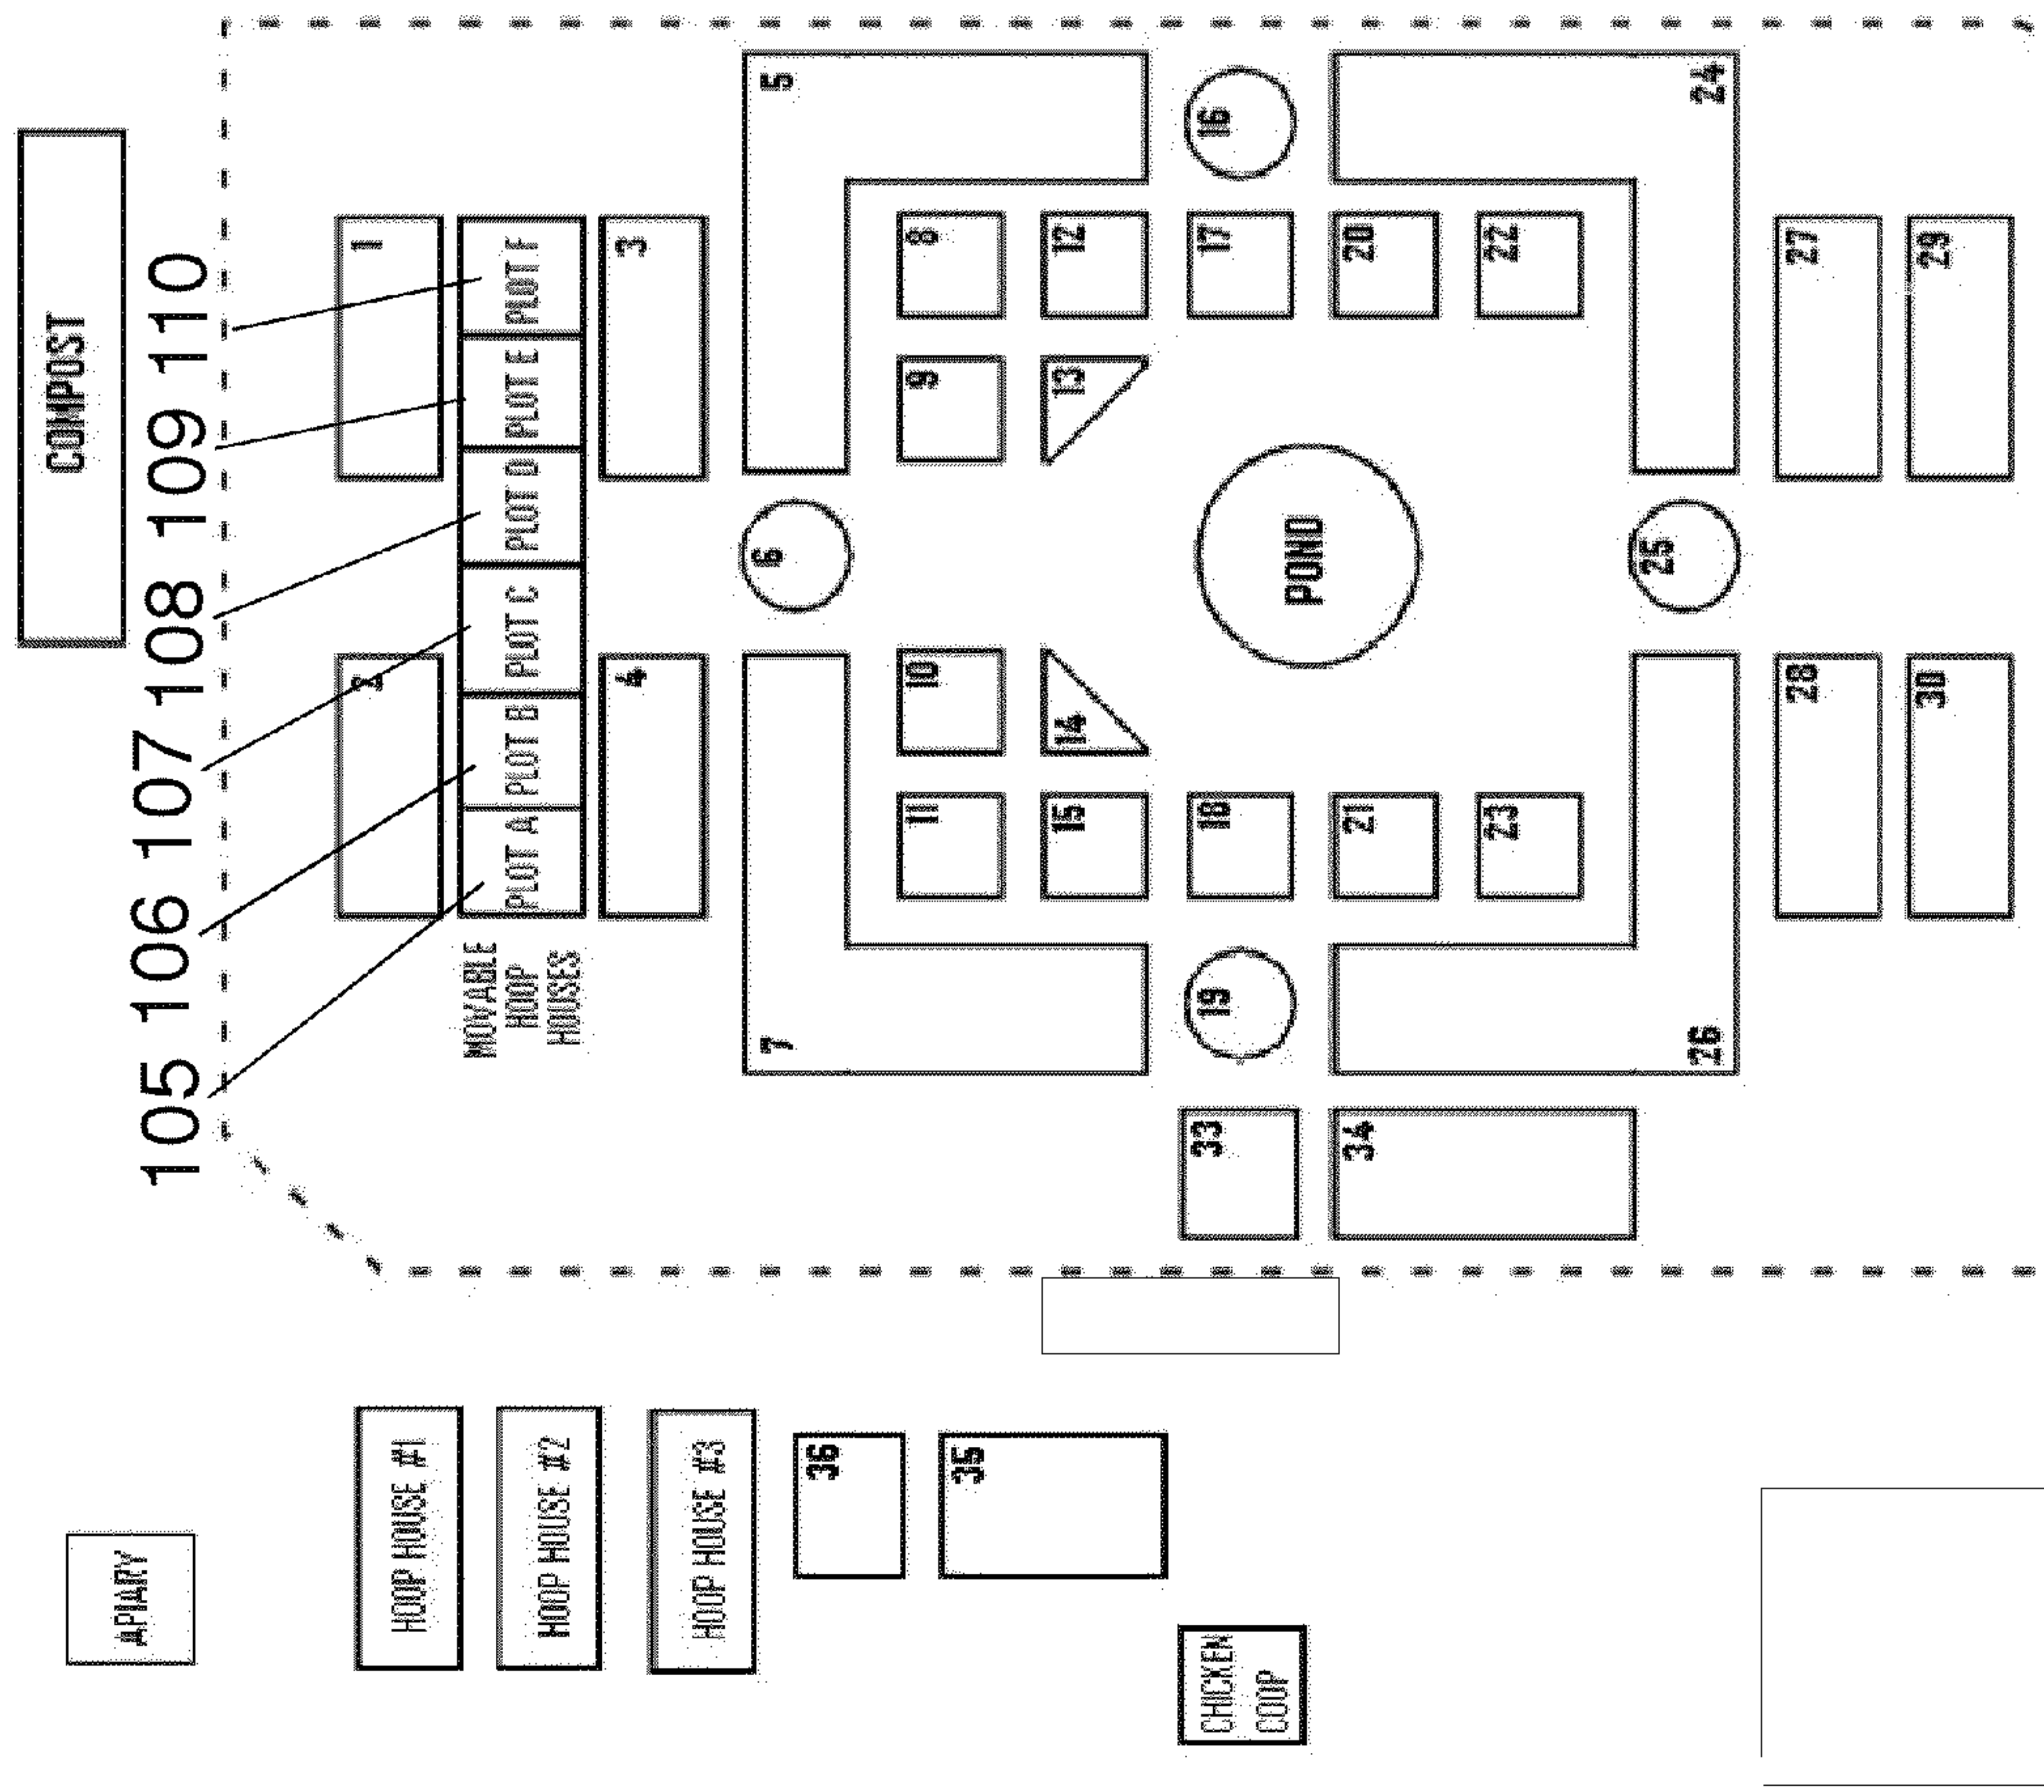 COMPOST
105 106 107 108 109 110
1
2
PLOT A PLOT B PLOT C PLOT D PLOT E PLOT F
MOVABLE
HOOP
HOUSES
3
4
5
6
7
8
9
10
11
12
13
14
15
16
17
18
19
20
21
22
23
24
25
26
27
28
29
30
POND
33
34
35
36
HOOP HOUSE #1
HOOP HOUSE #2
HOOP HOUSE #3
APIARY
CHICKEN
COOP